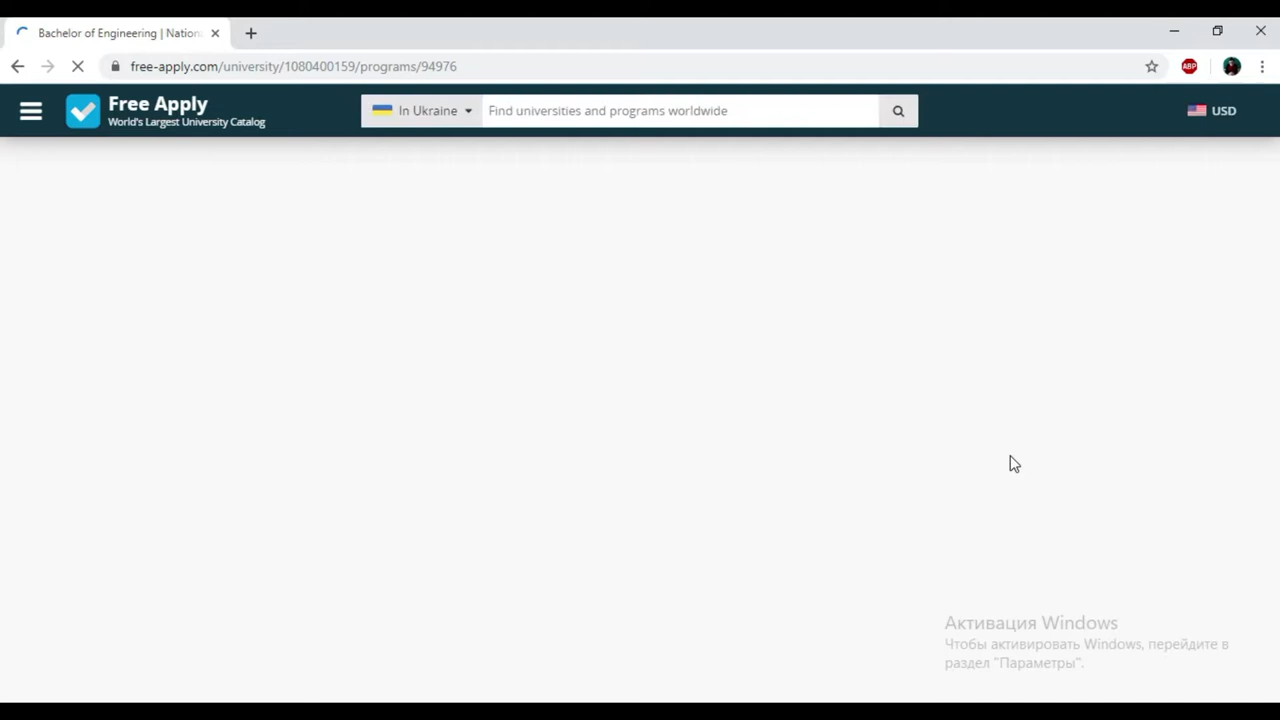 Bachelor of Engineering | Nation
free-apply.com/university/1080400159/programs/94976
ABP
Free Apply
World's Largest University Catalog
In Ukraine
Find universities and programs worldwide
USD
Активация Windows
Чтобы активировать Windows, перейдите в
раздел "Параметры".